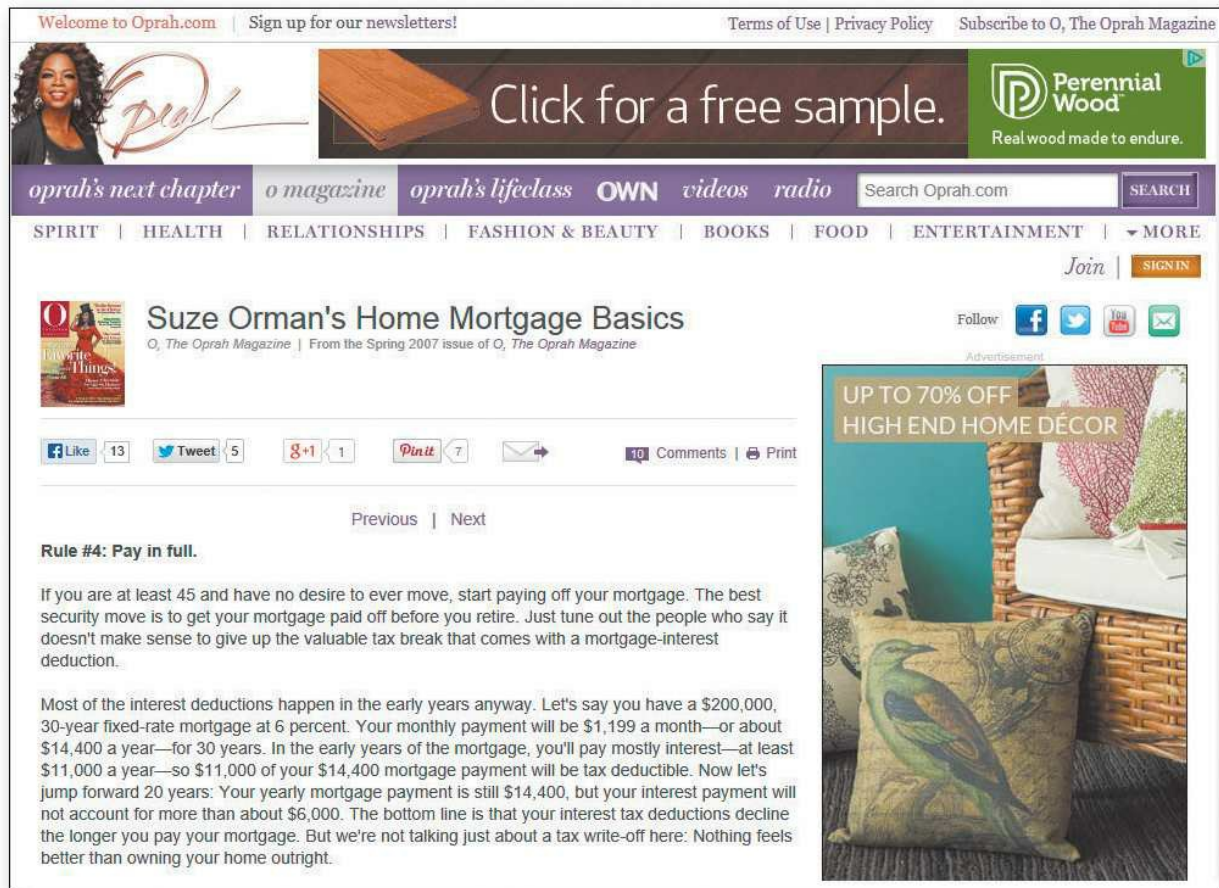 Welcome to Oprah.com | Sign up for our newsletters!
Terms of Use | Privacy Policy Subscribe to O, The Oprah Magazine
Oprah
Click for a free sample.
Perennial
Wood™
Real wood made to endure.
oprah's next chapter o magazine oprah's lifeclass OWN videos radio Search Oprah.com SEARCH
SPIRIT | HEALTH | RELATIONSHIPS | FASHION & BEAUTY | BOOKS | FOOD | ENTERTAINMENT | MORE
Join | SIGN IN
O
Favorite
Things!
Suze Orman's Home Mortgage Basics
O, The Oprah Magazine | From the Spring 2007 issue of O, The Oprah Magazine
Follow f You Tube
Advertisement
UP TO 70% OFF
HIGH END HOME DÉCOR
f Like 13 Tweet 5 g+1 1 Pin it 7 10 Comments | Print
Previous | Next
Rule #4: Pay in full.
If you are at least 45 and have no desire to ever move, start paying off your mortgage. The best
security move is to get your mortgage paid off before you retire. Just tune out the people who say it
doesn't make sense to give up the valuable tax break that comes with a mortgage-interest
deduction.
Most of the interest deductions happen in the early years anyway. Let's say you have a $200,000,
30-year fixed-rate mortgage at 6 percent. Your monthly payment will be $1,199 a month—or about
$14,400 a year—for 30 years. In the early years of the mortgage, you'll pay mostly interest—at least
$11,000 a year—so $11,000 of your $14,400 mortgage payment will be tax deductible. Now let's
jump forward 20 years: Your yearly mortgage payment is still $14,400, but your interest payment will
not account for more than about $6,000. The bottom line is that your interest tax deductions decline
the longer you pay your mortgage. But we're not talking just about a tax write-off here: Nothing feels
better than owning your home outright.